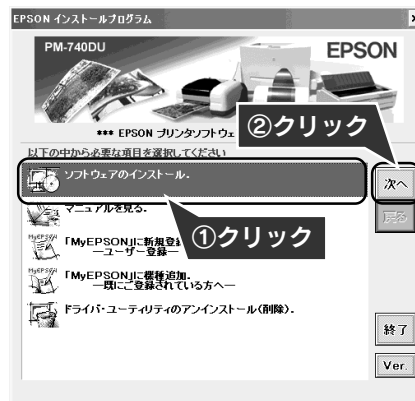 EPSON インストールプログラム
PM-740DU
EPSON
*** EPSON プリンタソフトウェ
②クリック
以下の中から必要な項目を選択してください
ソフトウェアのインストール.
次へ
マニュアルを見る.
戻る
①クリック
「MyEPSON」に新規登
―ユーザー登録―
「MyEPSON」に機種追加.
―既にご登録されている方へ―
ドライバ・ユーティリティのアンインストール(削除).
終了
Ver.